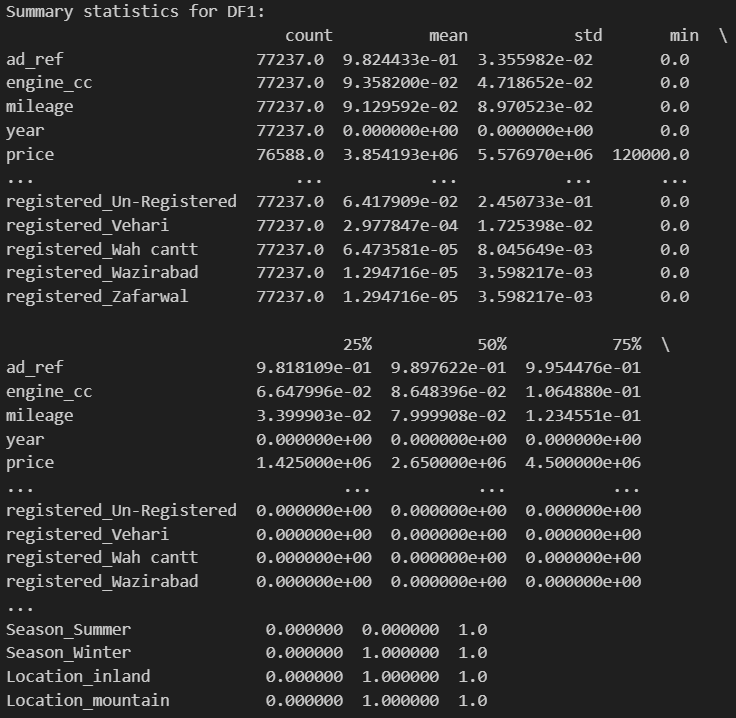 Summary statistics for DF1:
count mean std min \
ad_ref 77237.0 9.824433e-01 3.355982e-02 0.0
engine_cc 77237.0 9.358200e-02 4.718652e-02 0.0
mileage 77237.0 9.129592e-02 8.970523e-02 0.0
year 77237.0 0.000000e+00 0.000000e+00 0.0
price 76588.0 3.854193e+06 5.576970e+06 120000.0
... ... ... ... ...
registered_Un-Registered 77237.0 6.417909e-02 2.450733e-01 0.0
registered_Vehari 77237.0 2.977847e-04 1.725398e-02 0.0
registered_Wah cantt 77237.0 6.473581e-05 8.045649e-03 0.0
registered_Wazirabad 77237.0 1.294716e-05 3.598217e-03 0.0
registered_Zafarwal 77237.0 1.294716e-05 3.598217e-03 0.0
25% 50% 75% \
ad_ref 9.818109e-01 9.897622e-01 9.954476e-01
engine_cc 6.647996e-02 8.648396e-02 1.064880e-01
mileage 3.399903e-02 7.999908e-02 1.234551e-01
year 0.000000e+00 0.000000e+00 0.000000e+00
price 1.425000e+06 2.650000e+06 4.500000e+06
... ... ... ...
registered_Un-Registered 0.000000e+00 0.000000e+00 0.000000e+00
registered_Vehari 0.000000e+00 0.000000e+00 0.000000e+00
registered_Wah cantt 0.000000e+00 0.000000e+00 0.000000e+00
registered_Wazirabad 0.000000e+00 0.000000e+00 0.000000e+00
...
Season_Summer 0.000000 0.000000 1.0
Season_Winter 0.000000 1.000000 1.0
Location_inland 0.000000 1.000000 1.0
Location_mountain 0.000000 1.000000 1.0